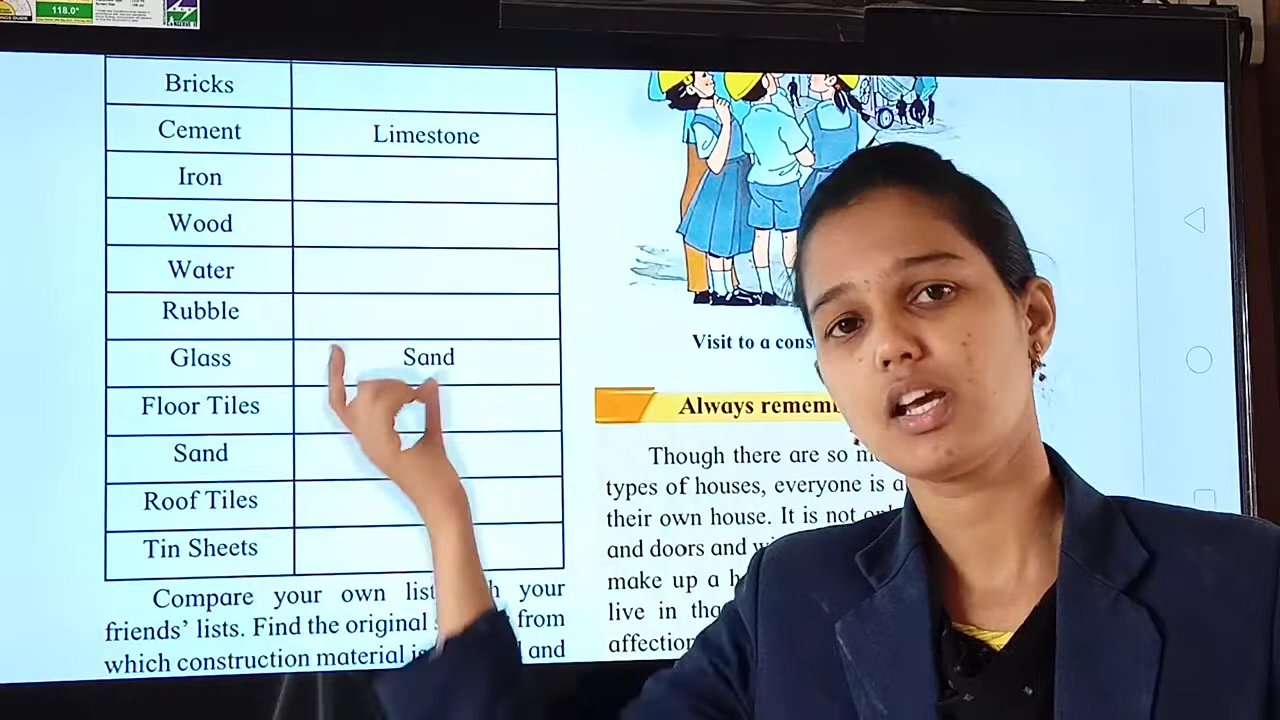 118.0"
Bricks
Cement Limestone
Iron
Wood
Water
Rubble
Glass Sand
Floor Tiles
Sand
Roof Tiles
Tin Sheets
Compare your own list your
friends' lists. Find the original from
which construction material and
Visit to a cons
Always remem
Though there are so
types of houses, everyone is
their own house. It is not
and doors and
make up a
live in
affection